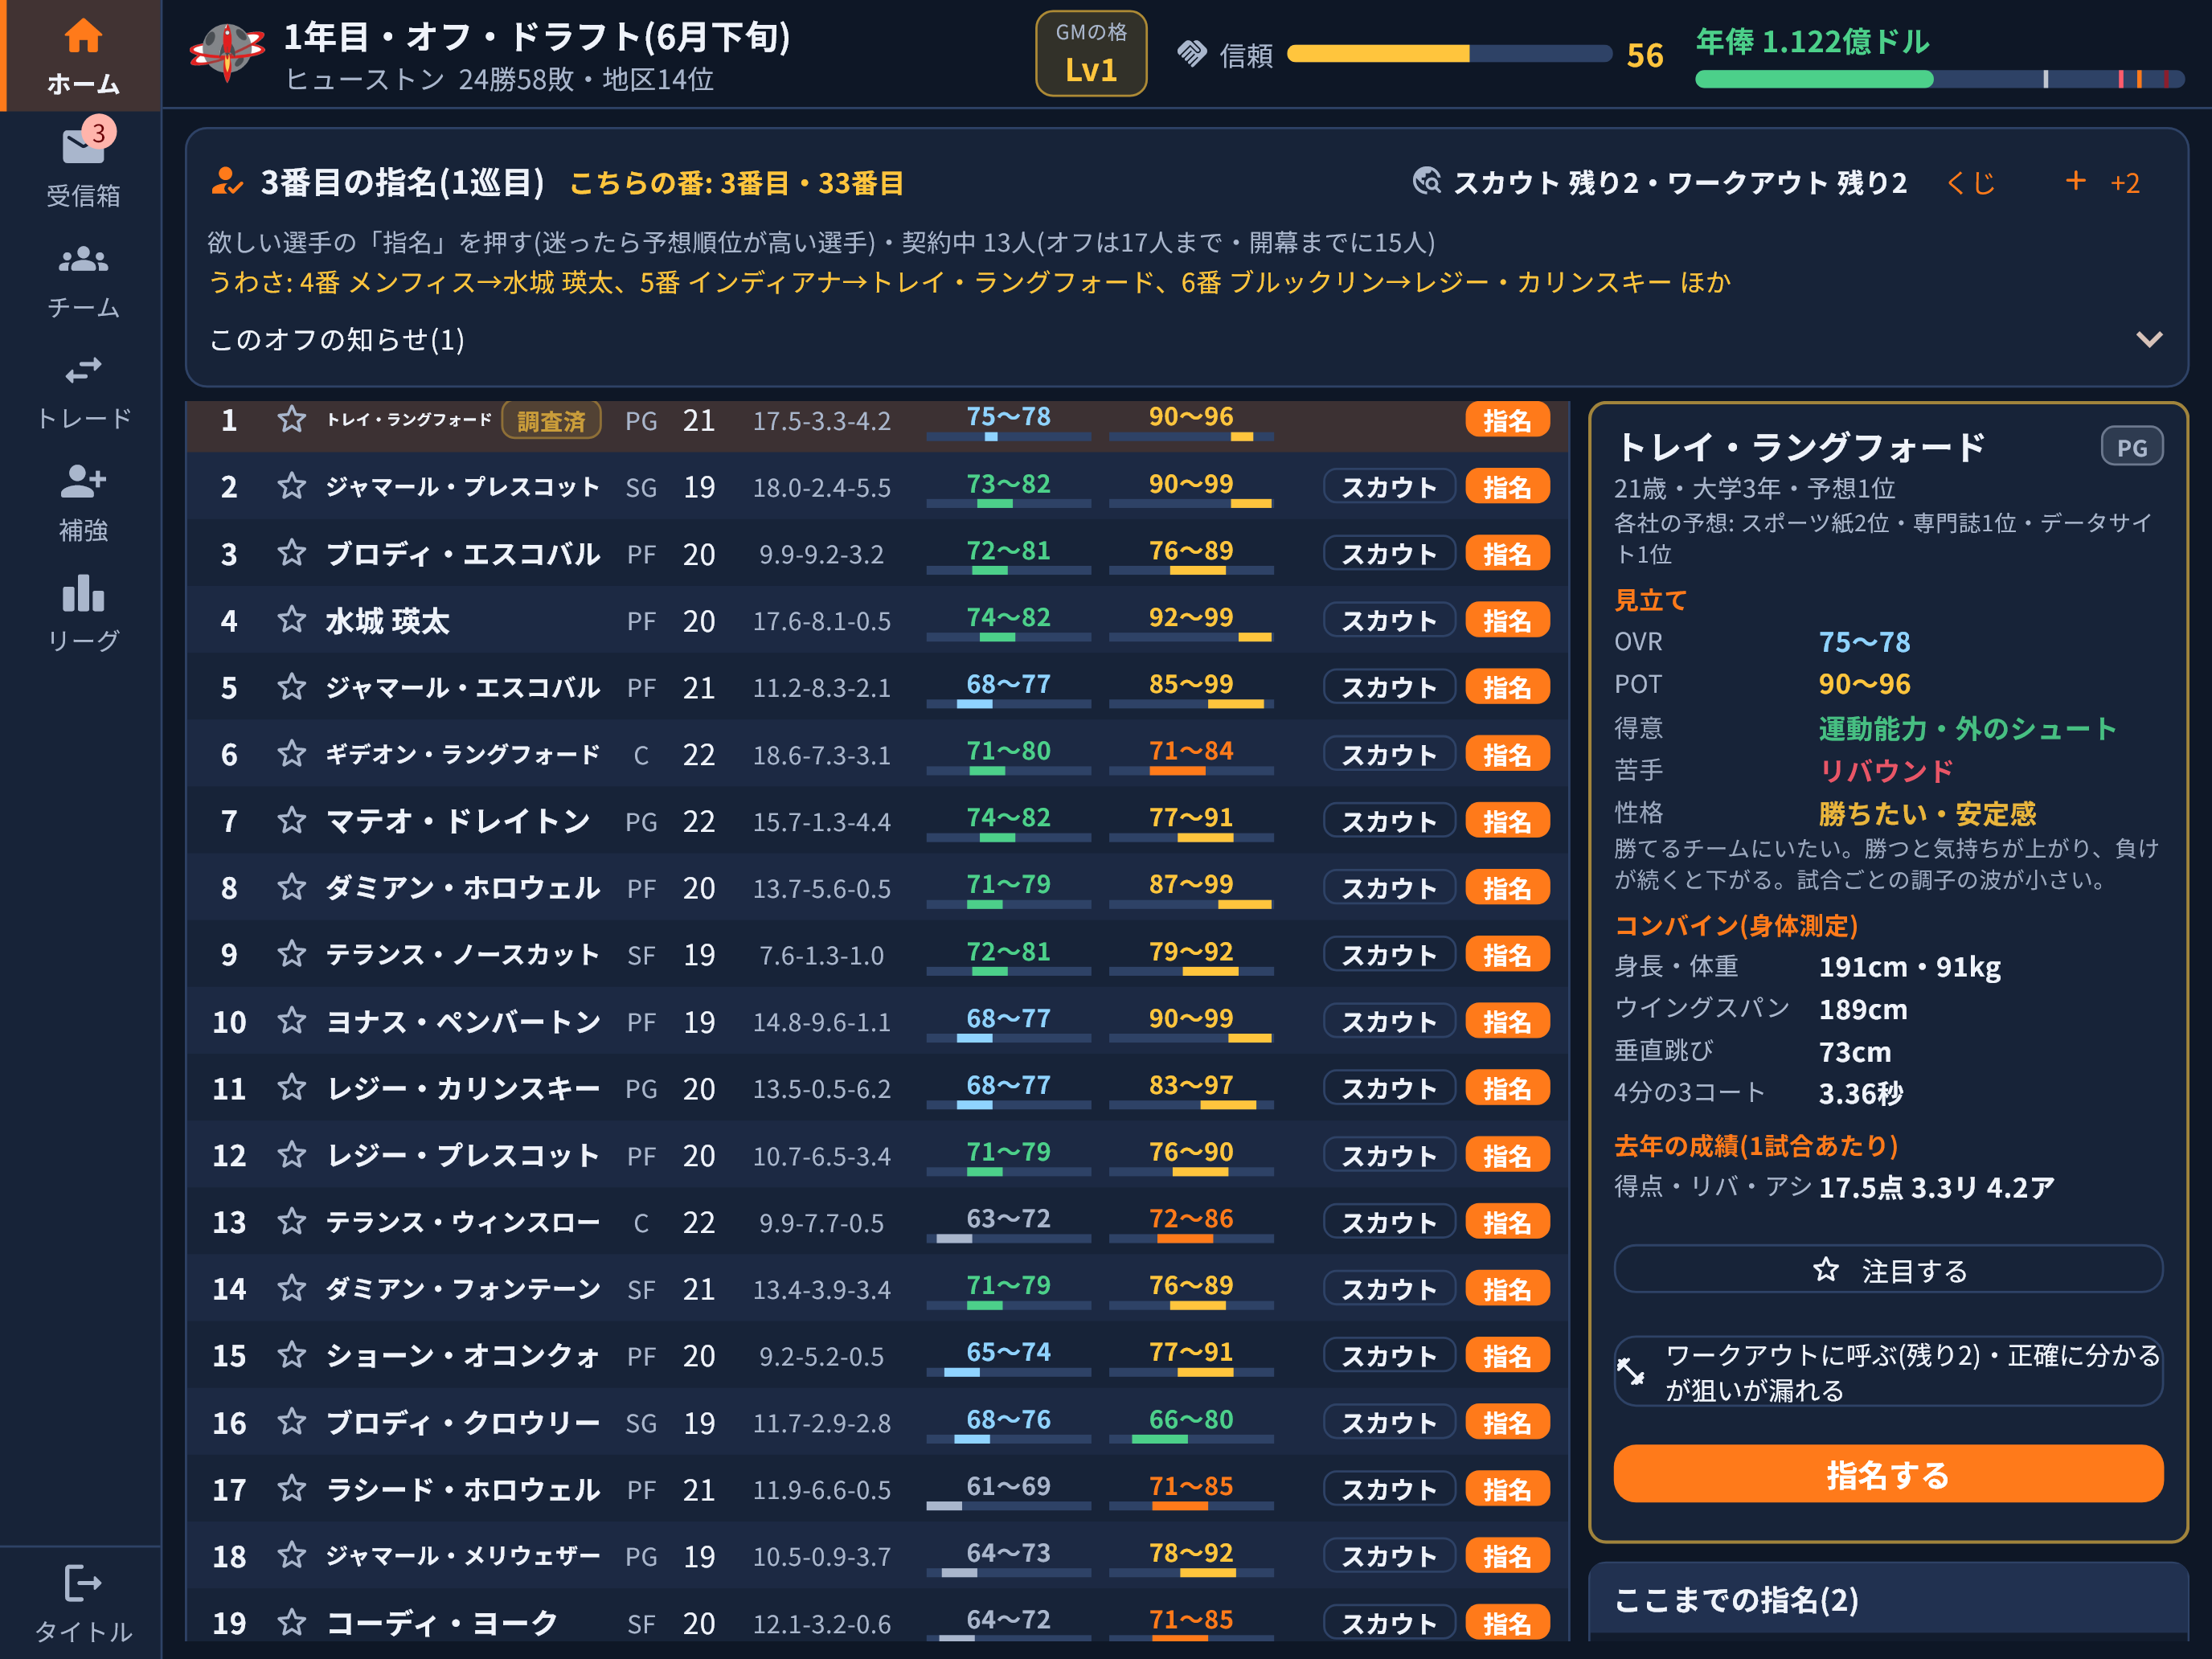 ホーム
3
受信箱
チーム
トレード
補強
リーグ
タイトル
1年目・オフ・ドラフト(6月下旬)
ヒューストン 24勝58敗・地区14位
GMの格
Lv1
信頼 56
年俸 1.122億ドル
3番目の指名(1巡目) こちらの番: 3番目・33番目
スカウト 残り2・ワークアウト 残り2 くじ + +2
欲しい選手の「指名」を押す(迷ったら予想順位が高い選手)・契約中 13人(オフは17人まで・開幕までに15人)
うわさ: 4番 メンフィス→水城 瑛太、5番 インディアナ→トレイ・ラングフォード、6番 ブルックリン→レジー・カリンスキー ほか
このオフの知らせ(1)
1 トレイ・ラングフォード 調査済 PG 21 17.5-3.3-4.2 75〜78 90〜96 指名
2 ジャマール・プレスコット SG 19 18.0-2.4-5.5 73〜82 90〜99 スカウト 指名
3 ブロディ・エスコバル PF 20 9.9-9.2-3.2 72〜81 76〜89 スカウト 指名
4 水城 瑛太 PF 20 17.6-8.1-0.5 74〜82 92〜99 スカウト 指名
5 ジャマール・エスコバル PF 21 11.2-8.3-2.1 68〜77 85〜99 スカウト 指名
6 ギデオン・ラングフォード C 22 18.6-7.3-3.1 71〜80 71〜84 スカウト 指名
7 マテオ・ドレイトン PG 22 15.7-1.3-4.4 74〜82 77〜91 スカウト 指名
8 ダミアン・ホロウェル PF 20 13.7-5.6-0.5 71〜79 87〜99 スカウト 指名
9 テランス・ノースカット SF 19 7.6-1.3-1.0 72〜81 79〜92 スカウト 指名
10 ヨナス・ペンバートン PF 19 14.8-9.6-1.1 68〜77 90〜99 スカウト 指名
11 レジー・カリンスキー PG 20 13.5-0.5-6.2 68〜77 83〜97 スカウト 指名
12 レジー・プレスコット PF 20 10.7-6.5-3.4 71〜79 76〜90 スカウト 指名
13 テランス・ウィンスロー C 22 9.9-7.7-0.5 63〜72 72〜86 スカウト 指名
14 ダミアン・フォンテーン SF 21 13.4-3.9-3.4 71〜79 76〜89 スカウト 指名
15 ショーン・オコンクォ PF 20 9.2-5.2-0.5 65〜74 77〜91 スカウト 指名
16 ブロディ・クロウリー SG 19 11.7-2.9-2.8 68〜76 66〜80 スカウト 指名
17 ラシード・ホロウェル PF 21 11.9-6.6-0.5 61〜69 71〜85 スカウト 指名
18 ジャマール・メリウェザー PG 19 10.5-0.9-3.7 64〜73 78〜92 スカウト 指名
19 コーディ・ヨーク SF 20 12.1-3.2-0.6 64〜72 71〜85 スカウト 指名
トレイ・ラングフォード PG
21歳・大学3年・予想1位
各社の予想: スポーツ紙2位・専門誌1位・データサイ
ト1位
見立て
OVR 75〜78
POT 90〜96
得意 運動能力・外のシュート
苦手 リバウンド
性格 勝ちたい・安定感
勝てるチームにいたい。勝つと気持ちが上がり、負け
が続くと下がる。試合ごとの調子の波が小さい。
コンバイン(身体測定)
身長・体重 191cm・91kg
ウイングスパン 189cm
垂直跳び 73cm
4分の3コート 3.36秒
去年の成績(1試合あたり)
得点・リバ・アシ 17.5点 3.3リ 4.2ア
注目する
ワークアウトに呼ぶ(残り2)・正確に分かる
が狙いが漏れる
指名する
ここまでの指名(2)